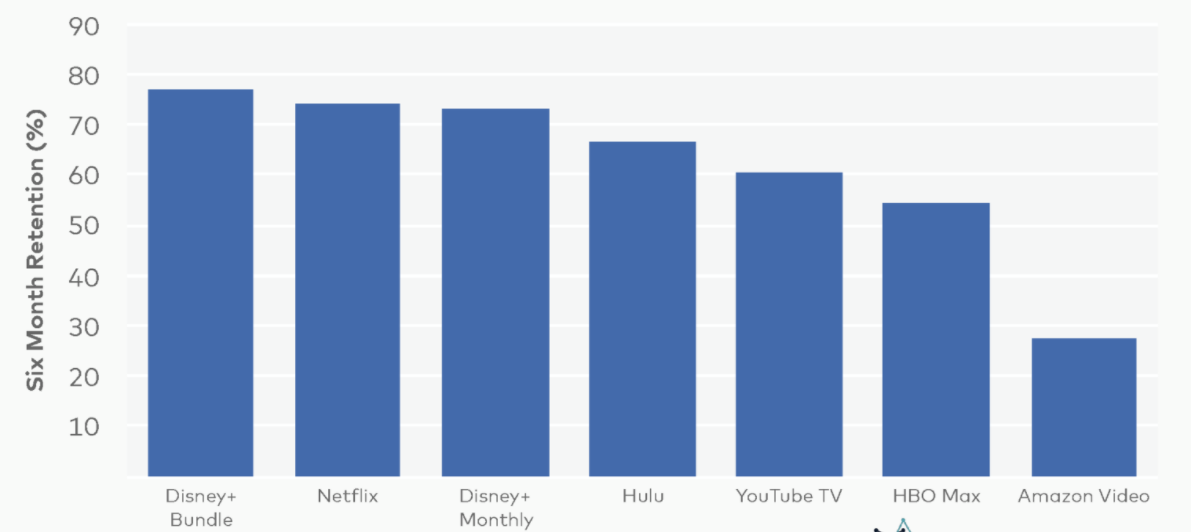 90
80
70
60
50
40
30
20
10
Six Month Retention (%)
Disney+
Bundle
Netflix
Disney+
Monthly
Hulu
YouTube TV
HBO Max
Amazon Video